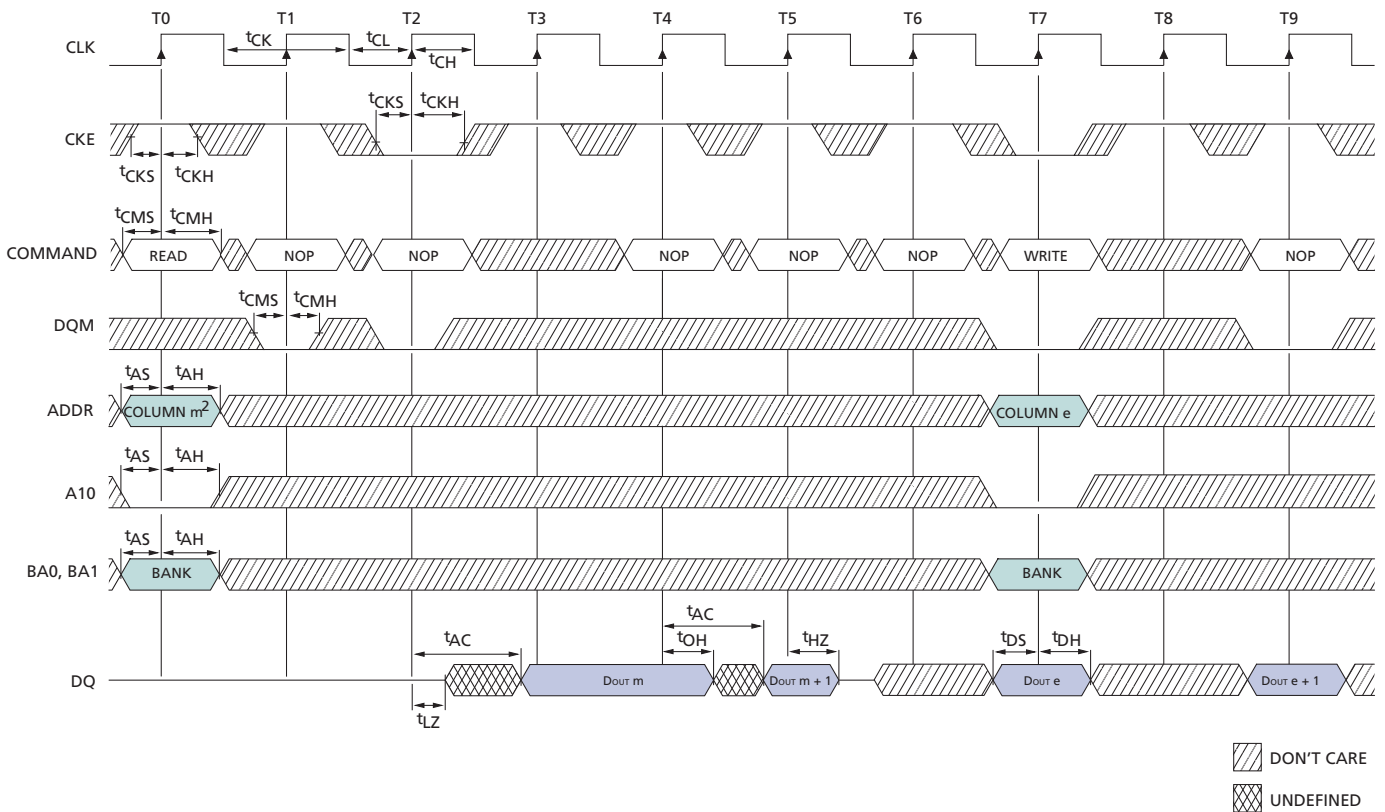 T0 T1 T2 T3 T4 T5 T6 T7 T8 T9
CLK
tCK tCL
tCH
tCKS tCKH
CKE
tCKS tCKH
tCMS tCMH
COMMAND READ NOP NOP NOP NOP NOP WRITE NOP
tCMS tCMH
DQM
tAS tAH
ADDR COLUMN m2 COLUMN e
tAS tAH
A10
tAS tAH
BA0, BA1 BANK BANK
tAC
tAC tOH tHZ tDS tDH
DQ DOUT m DOUT m + 1 DOUT e DOUT e + 1
tLZ
DON'T CARE
UNDEFINED